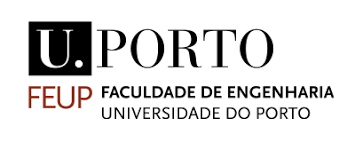 U. PORTO
FEUP FACULDADE DE ENGENHARIA
UNIVERSIDADE DO PORTO